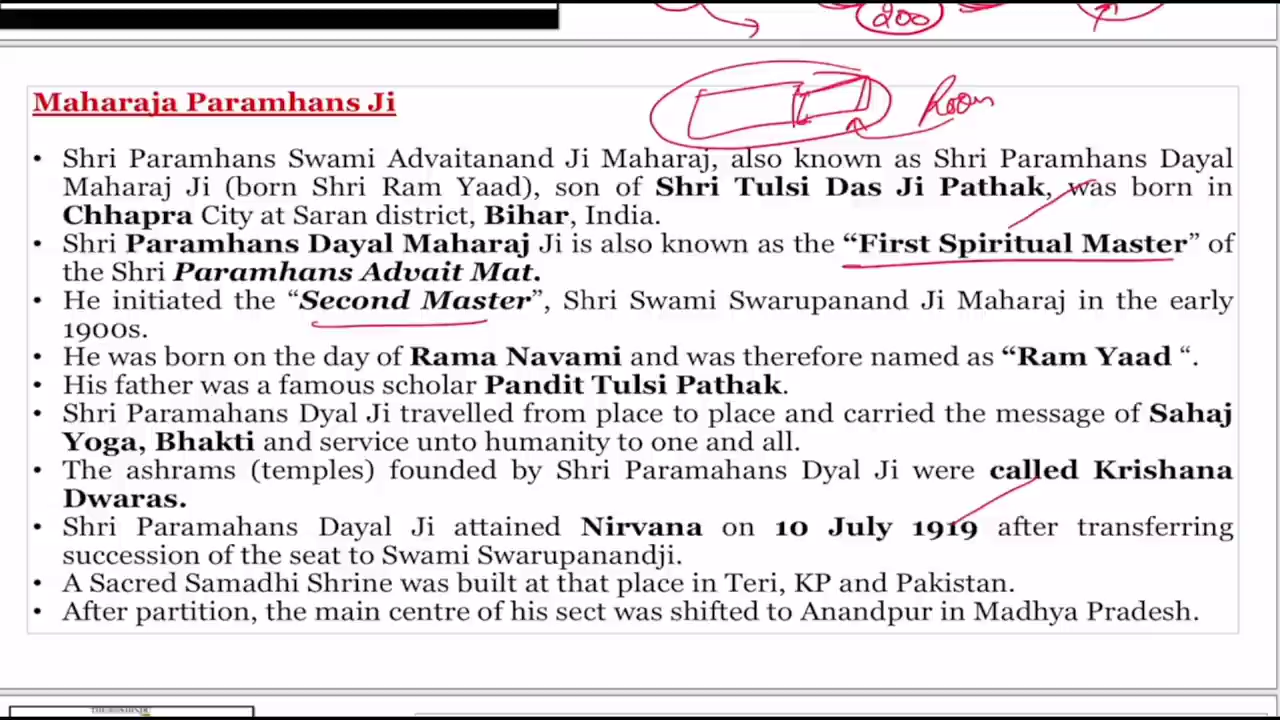 200
Maharaja Paramhans Ji
Room
• Shri Paramhans Swami Advaitanand Ji Maharaj, also known as Shri Paramhans Dayal
Maharaj Ji (born Shri Ram Yaad), son of Shri Tulsi Das Ji Pathak, was born in
Chhapra City at Saran district, Bihar, India.
• Shri Paramhans Dayal Maharaj Ji is also known as the “First Spiritual Master” of
the Shri Paramhans Advait Mat.
• He initiated the “Second Master”, Shri Swami Swarupanand Ji Maharaj in the early
1900s.
• He was born on the day of Rama Navami and was therefore named as “Ram Yaad “.
• His father was a famous scholar Pandit Tulsi Pathak.
• Shri Paramahans Dyal Ji travelled from place to place and carried the message of Sahaj
Yoga, Bhakti and service unto humanity to one and all.
• The ashrams (temples) founded by Shri Paramahans Dyal Ji were called Krishana
Dwaras.
• Shri Paramahans Dayal Ji attained Nirvana on 10 July 1919 after transferring
succession of the seat to Swami Swarupanandji.
• A Sacred Samadhi Shrine was built at that place in Teri, KP and Pakistan.
• After partition, the main centre of his sect was shifted to Anandpur in Madhya Pradesh.